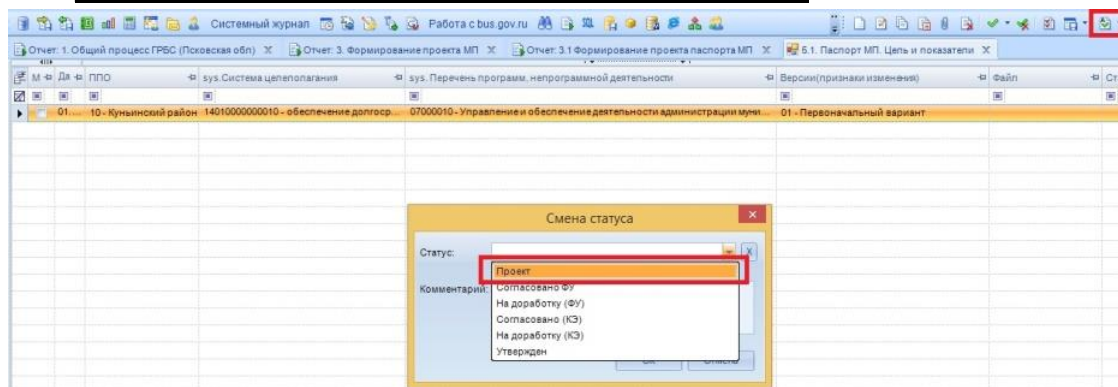 Системный журнал Работа с bus.gov.ru
Отчет: 1. Общий процесс ГРБС (Псковская обл) X Отчет: 3. Формирование проекта МП X Отчет: 3.1 Формирование проекта паспорта МП X 6.1. Паспорт МП. Цель и показатели X
М Да ППО sys.Система целеполагания sys.Перечень программ, непрограммной деятельности Версии(признаки изменения) Файл Ст
01.... 10 - Куньинский район 14010000000010 - обеспечение долгоср... 07000010 - Управление и обеспечение деятельности администрации муни... 01 - Первоначальный вариант
Смена статуса
Статус: X
Проект
Комментарий: Согласовано ФУ
На доработку (ФУ)
Согласовано (КЭ)
На доработку (КЭ)
Утвержден